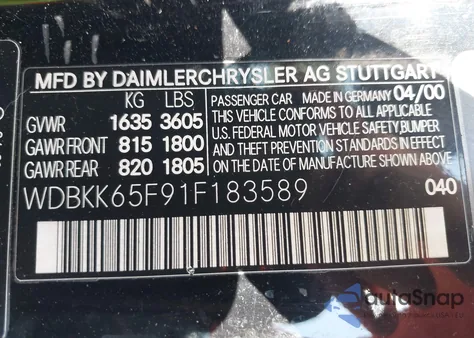 MFD BY DAIMLERCHRYSLER AG STUTTGART
KG LBS
GVWR 1635 3605
GAWR FRONT 815 1800
GAWR REAR 820 1805
PASSENGER CAR MADE IN GERMANY 04/00
THIS VEHICLE CONFORMS TO ALL APPLICABLE
U.S. FEDERAL MOTOR VEHICLE SAFETY,BUMPER
AND THEFT PREVENTION STANDARDS IN EFFECT
ON THE DATE OF MANUFACTURE SHOWN ABOVE
WDBKK65F91F183589 040
autoSnap